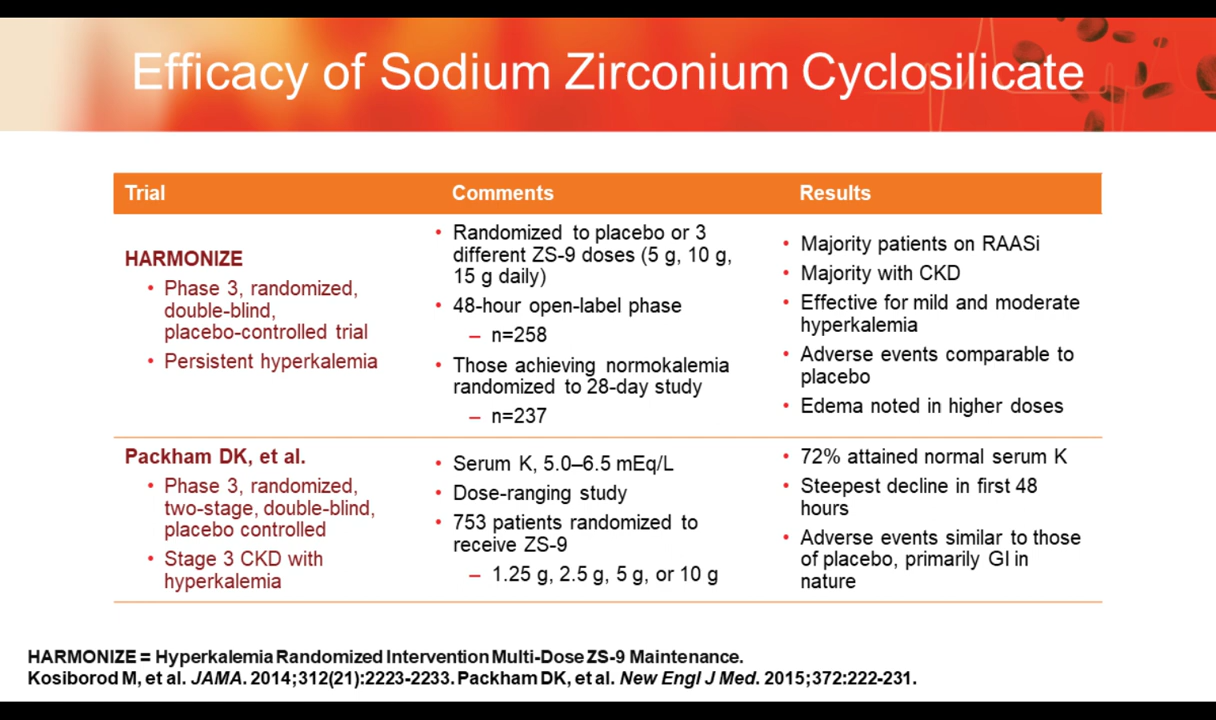 Efficacy of Sodium Zirconium Cyclosilicate
Trial Comments Results
HARMONIZE
• Phase 3, randomized,
double-blind,
placebo-controlled trial
• Persistent hyperkalemia
• Randomized to placebo or 3
different ZS-9 doses (5 g, 10 g,
15 g daily)
• 48-hour open-label phase
– n=258
• Those achieving normokalemia
randomized to 28-day study
– n=237
• Majority patients on RAASi
• Majority with CKD
• Effective for mild and moderate
hyperkalemia
• Adverse events comparable to
placebo
• Edema noted in higher doses
Packham DK, et al.
• Phase 3, randomized,
two-stage, double-blind,
placebo controlled
• Stage 3 CKD with
hyperkalemia
• Serum K, 5.0–6.5 mEq/L
• Dose-ranging study
• 753 patients randomized to
receive ZS-9
– 1.25 g, 2.5 g, 5 g, or 10 g
• 72% attained normal serum K
• Steepest decline in first 48
hours
• Adverse events similar to those
of placebo, primarily GI in
nature
HARMONIZE = Hyperkalemia Randomized Intervention Multi-Dose ZS-9 Maintenance.
Kosiborod M, et al. JAMA. 2014;312(21):2223-2233. Packham DK, et al. New Engl J Med. 2015;372:222-231.